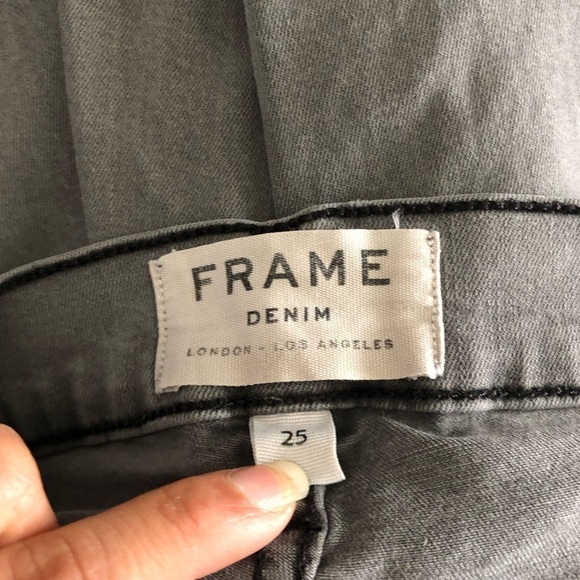 FRAME
DENIM
LONDON - LOS ANGELES
25